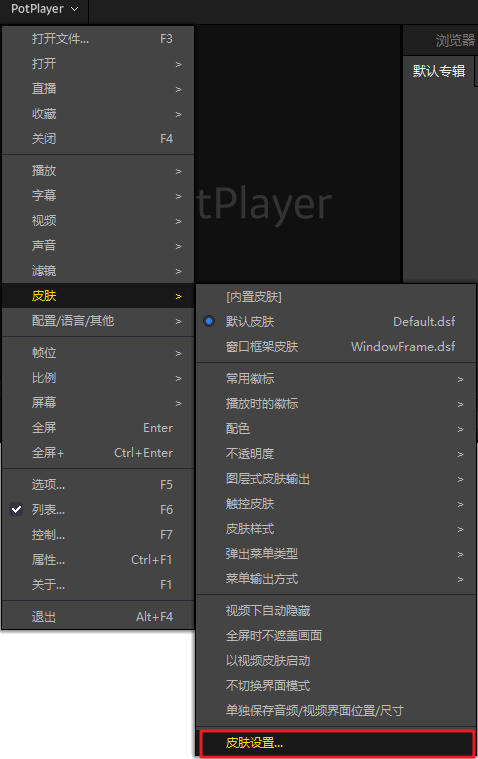 PotPlayer
浏览器
默认专辑
tPlayer
打开文件... F3
打开 >
直播 >
收藏 >
关闭 F4
播放 >
字幕 >
视频 >
声音 >
滤镜 >
皮肤 >
配置/语言/其他 >
帧位 >
比例 >
屏幕 >
全屏 Enter
全屏+ Ctrl+Enter
选项... F5
列表... F6
控制... F7
属性... Ctrl+F1
关于... F1
退出 Alt+F4
[内置皮肤]
默认皮肤 Default.dsf
窗口框架皮肤 WindowFrame.dsf
常用徽标 >
播放时的徽标 >
配色 >
不透明度 >
图层式皮肤输出 >
触控皮肤 >
皮肤样式 >
弹出菜单类型 >
菜单输出方式 >
视频下自动隐藏
全屏时不遮盖画面
以视频皮肤启动
不切换界面模式
单独保存音频/视频界面位置/尺寸
皮肤设置...